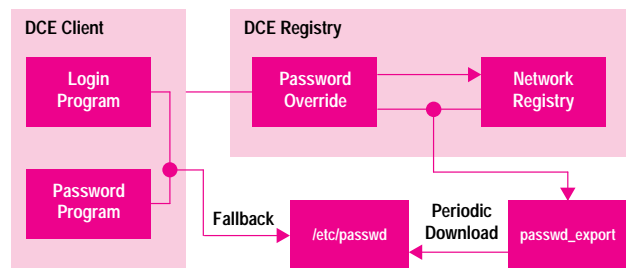 DCE Client
DCE Registry
Login
Program
Password
Override
Network
Registry
Password
Program
Fallback
/etc/passwd
Periodic
Download
passwd_export